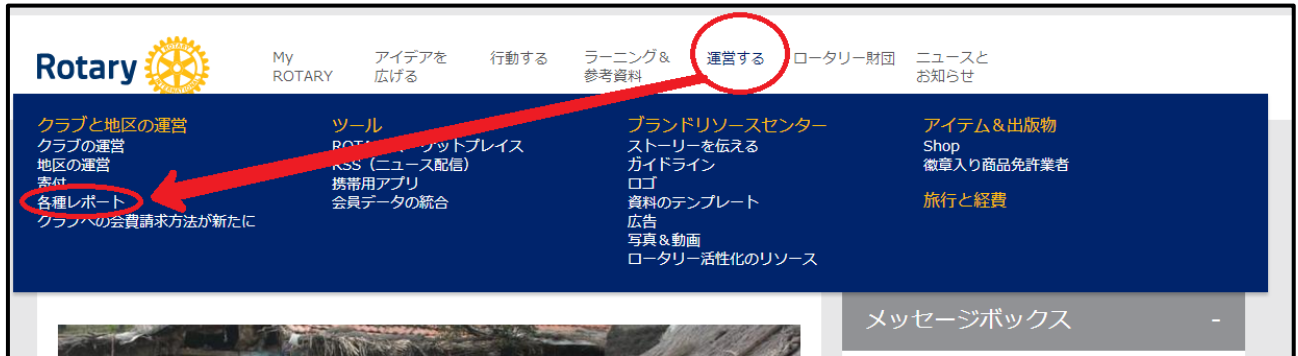 Rotary
ROTARY
INTERNATIONAL
My
ROTARY
アイデアを
広げる
行動する
ラーニング&
参考資料
運営する
ロータリー財団
ニュースと
お知らせ
クラブと地区の運営
クラブの運営
地区の運営
寄付
各種レポート
クラブへの会費請求方法が新たに
ツール
プレイス
RSS(ニュース配信)
携帯用アプリ
会員データの統合
ブランドリソースセンター
ストーリーを伝える
ガイドライン
ロゴ
資料のテンプレート
広告
写真&動画
ロータリー活性化のリソース
アイテム&出版物
Shop
徽章入り商品免許業者
旅行と経費
メッセージボックス -